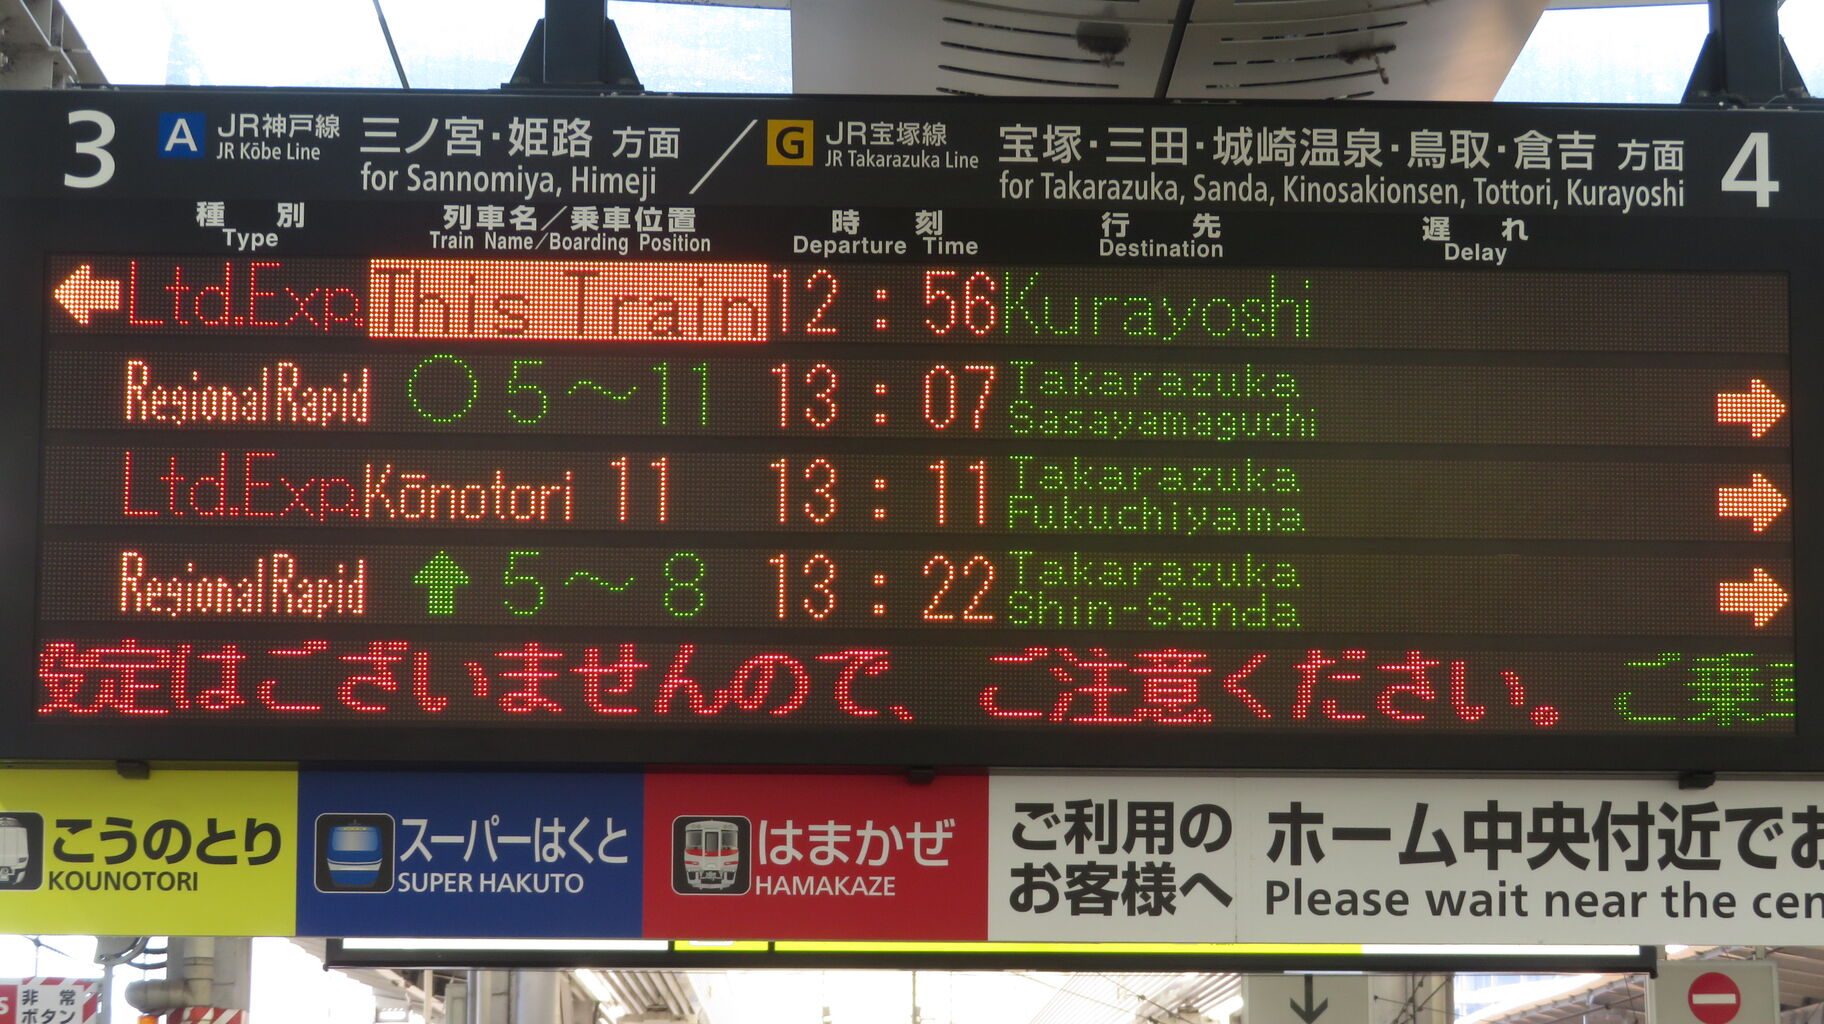 3 A JR神戸線 三ノ宮・姫路 方面 / G JR宝塚線 宝塚・三田・城崎温泉・鳥取・倉吉 方面 4
JR Kōbe Line for Sannomiya, Himeji JR Takarazuka Line for Takarazuka, Sanda, Kinosakionsen, Tottori, Kurayoshi
種別 列車名/乗車位置 時刻 行先 遅れ
Type Train Name/Boarding Position Departure Time Destination Delay
← Ltd.Exp. This Train 12:56 Kurayoshi
Regional Rapid ○ 5~11 13:07 Takarazuka →
Sasayamaguchi
Ltd.Exp. Kōnotori 11 13:11 Takarazuka →
Fukuchiyama
Regional Rapid ↑ 5~8 13:22 Takarazuka →
Shin-Sanda
設定はございませんので、ご注意ください。 ご乗車
こうのとり
KOUNOTORI
スーパーはくと
SUPER HAKUTO
はまかぜ
HAMAKAZE
ご利用の
お客様へ
ホーム中央付近でお
Please wait near the cen
非常
ボタン